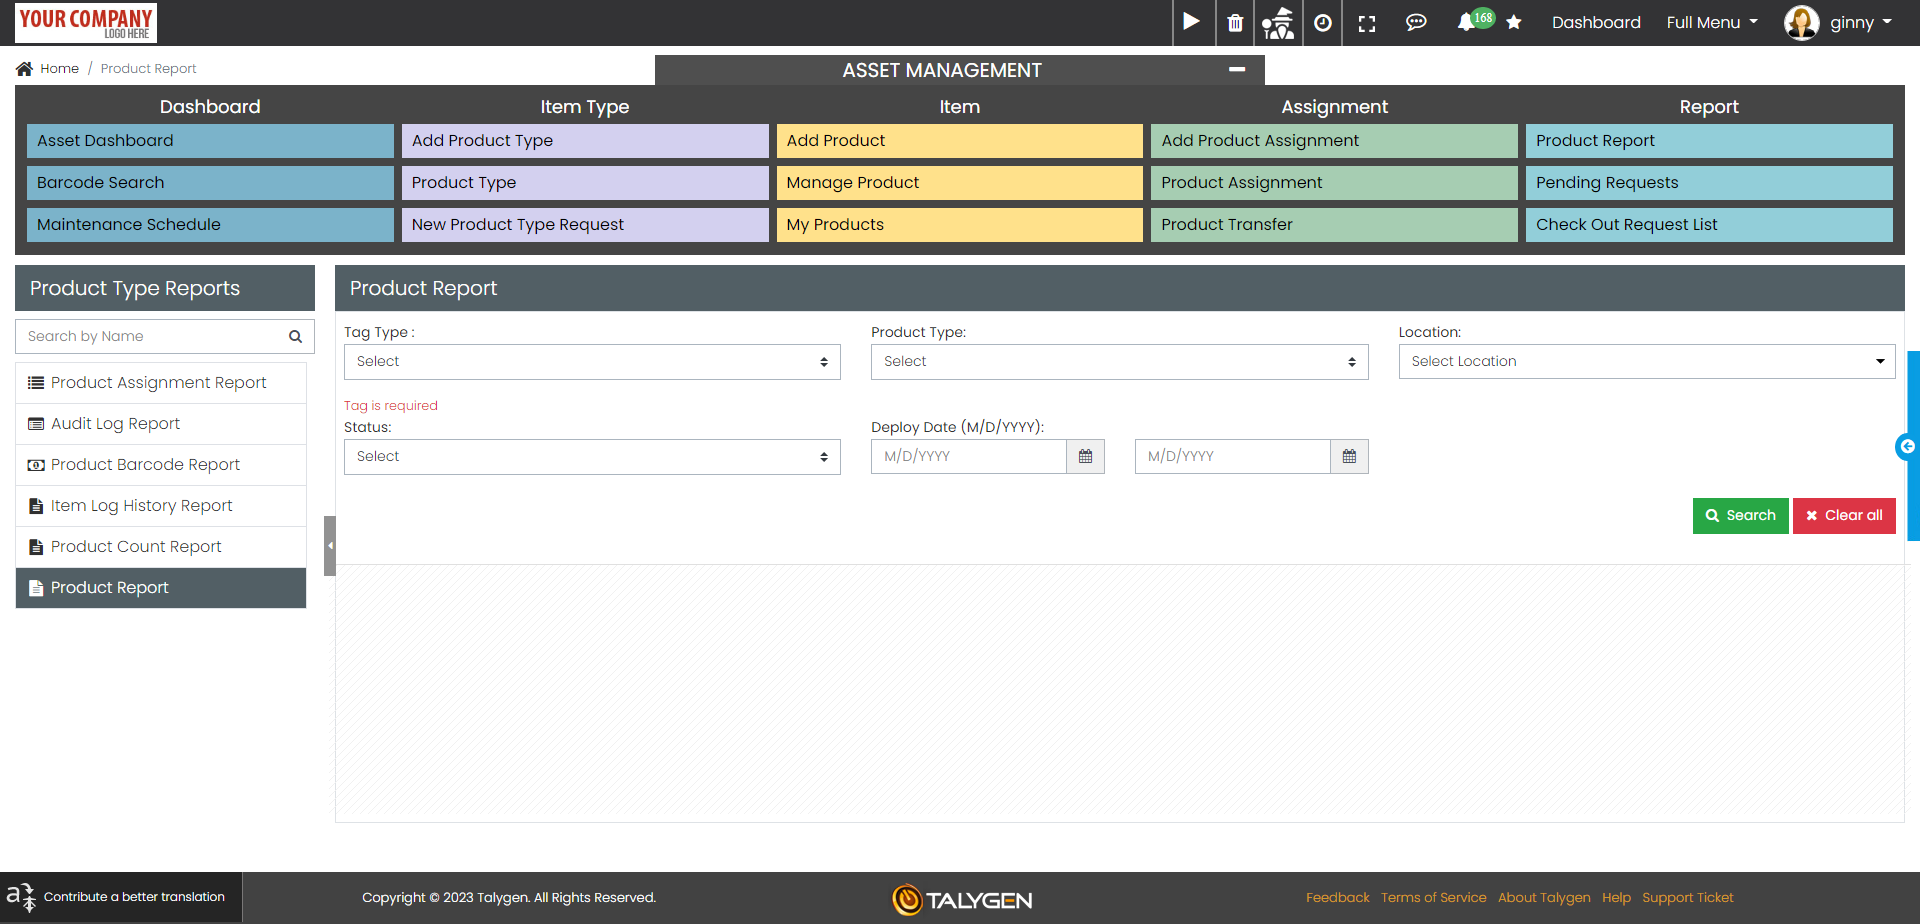 YOUR COMPANY
LOGO HERE
168
Dashboard
Full Menu
ginny
Home / Product Report
ASSET MANAGEMENT
Dashboard
Item Type
Item
Assignment
Report
Asset Dashboard
Add Product Type
Add Product
Add Product Assignment
Product Report
Barcode Search
Product Type
Manage Product
Product Assignment
Pending Requests
Maintenance Schedule
New Product Type Request
My Products
Product Transfer
Check Out Request List
Product Type Reports
Search by Name
Product Assignment Report
Audit Log Report
Product Barcode Report
Item Log History Report
Product Count Report
Product Report
Product Report
Tag Type :
Product Type:
Location:
Select
Select
Select Location
Tag is required
Status:
Deploy Date (M/D/YYYY):
Select
M/D/YYYY
M/D/YYYY
Search
Clear all
Contribute a better translation
Copyright © 2023 Talygen. All Rights Reserved.
TALYGEN
Feedback
Terms of Service
About Talygen
Help
Support Ticket